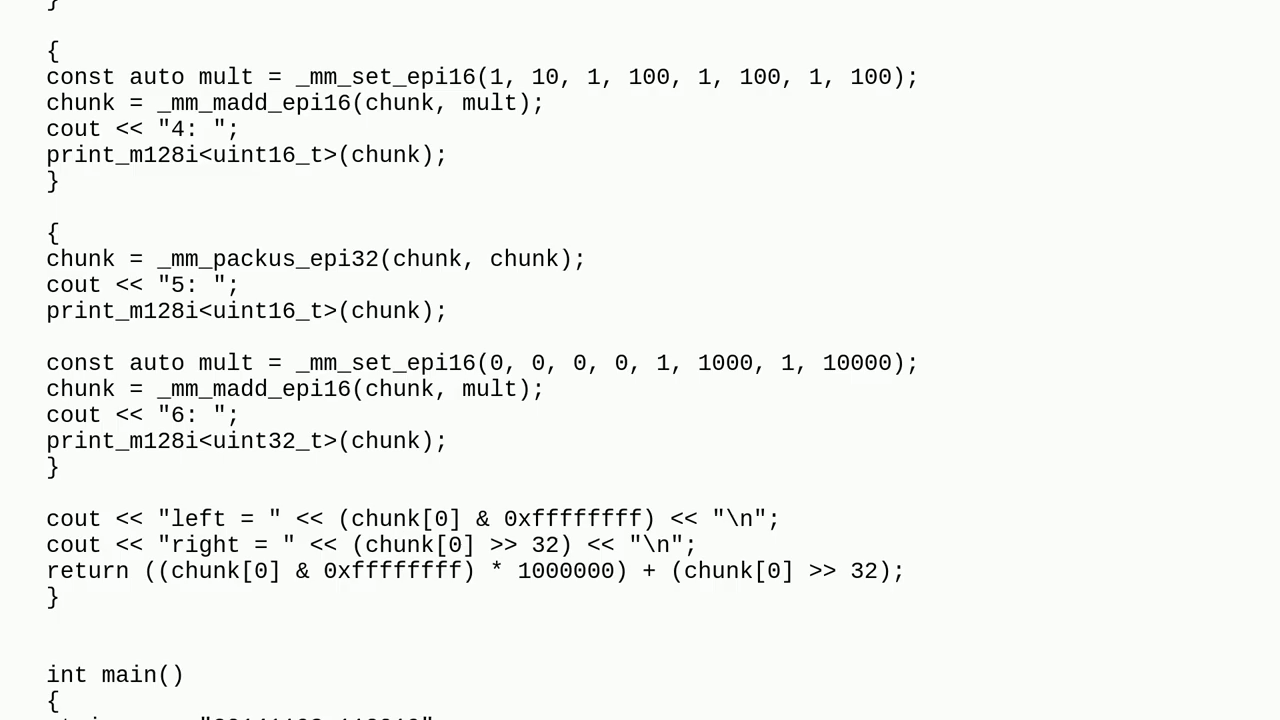 }
{
const auto mult = _mm_set_epi16(1, 10, 1, 100, 1, 100, 1, 100);
chunk = _mm_madd_epi16(chunk, mult);
cout << "4: ";
print_m128i<uint16_t>(chunk);
}
{
chunk = _mm_packus_epi32(chunk, chunk);
cout << "5: ";
print_m128i<uint16_t>(chunk);
const auto mult = _mm_set_epi16(0, 0, 0, 0, 1, 1000, 1, 10000);
chunk = _mm_madd_epi16(chunk, mult);
cout << "6: ";
print_m128i<uint32_t>(chunk);
}
cout << "left = " << (chunk[0] & 0xffffffff) << "\n";
cout << "right = " << (chunk[0] >> 32) << "\n";
return ((chunk[0] & 0xffffffff) * 1000000) + (chunk[0] >> 32);
}
int main()
{